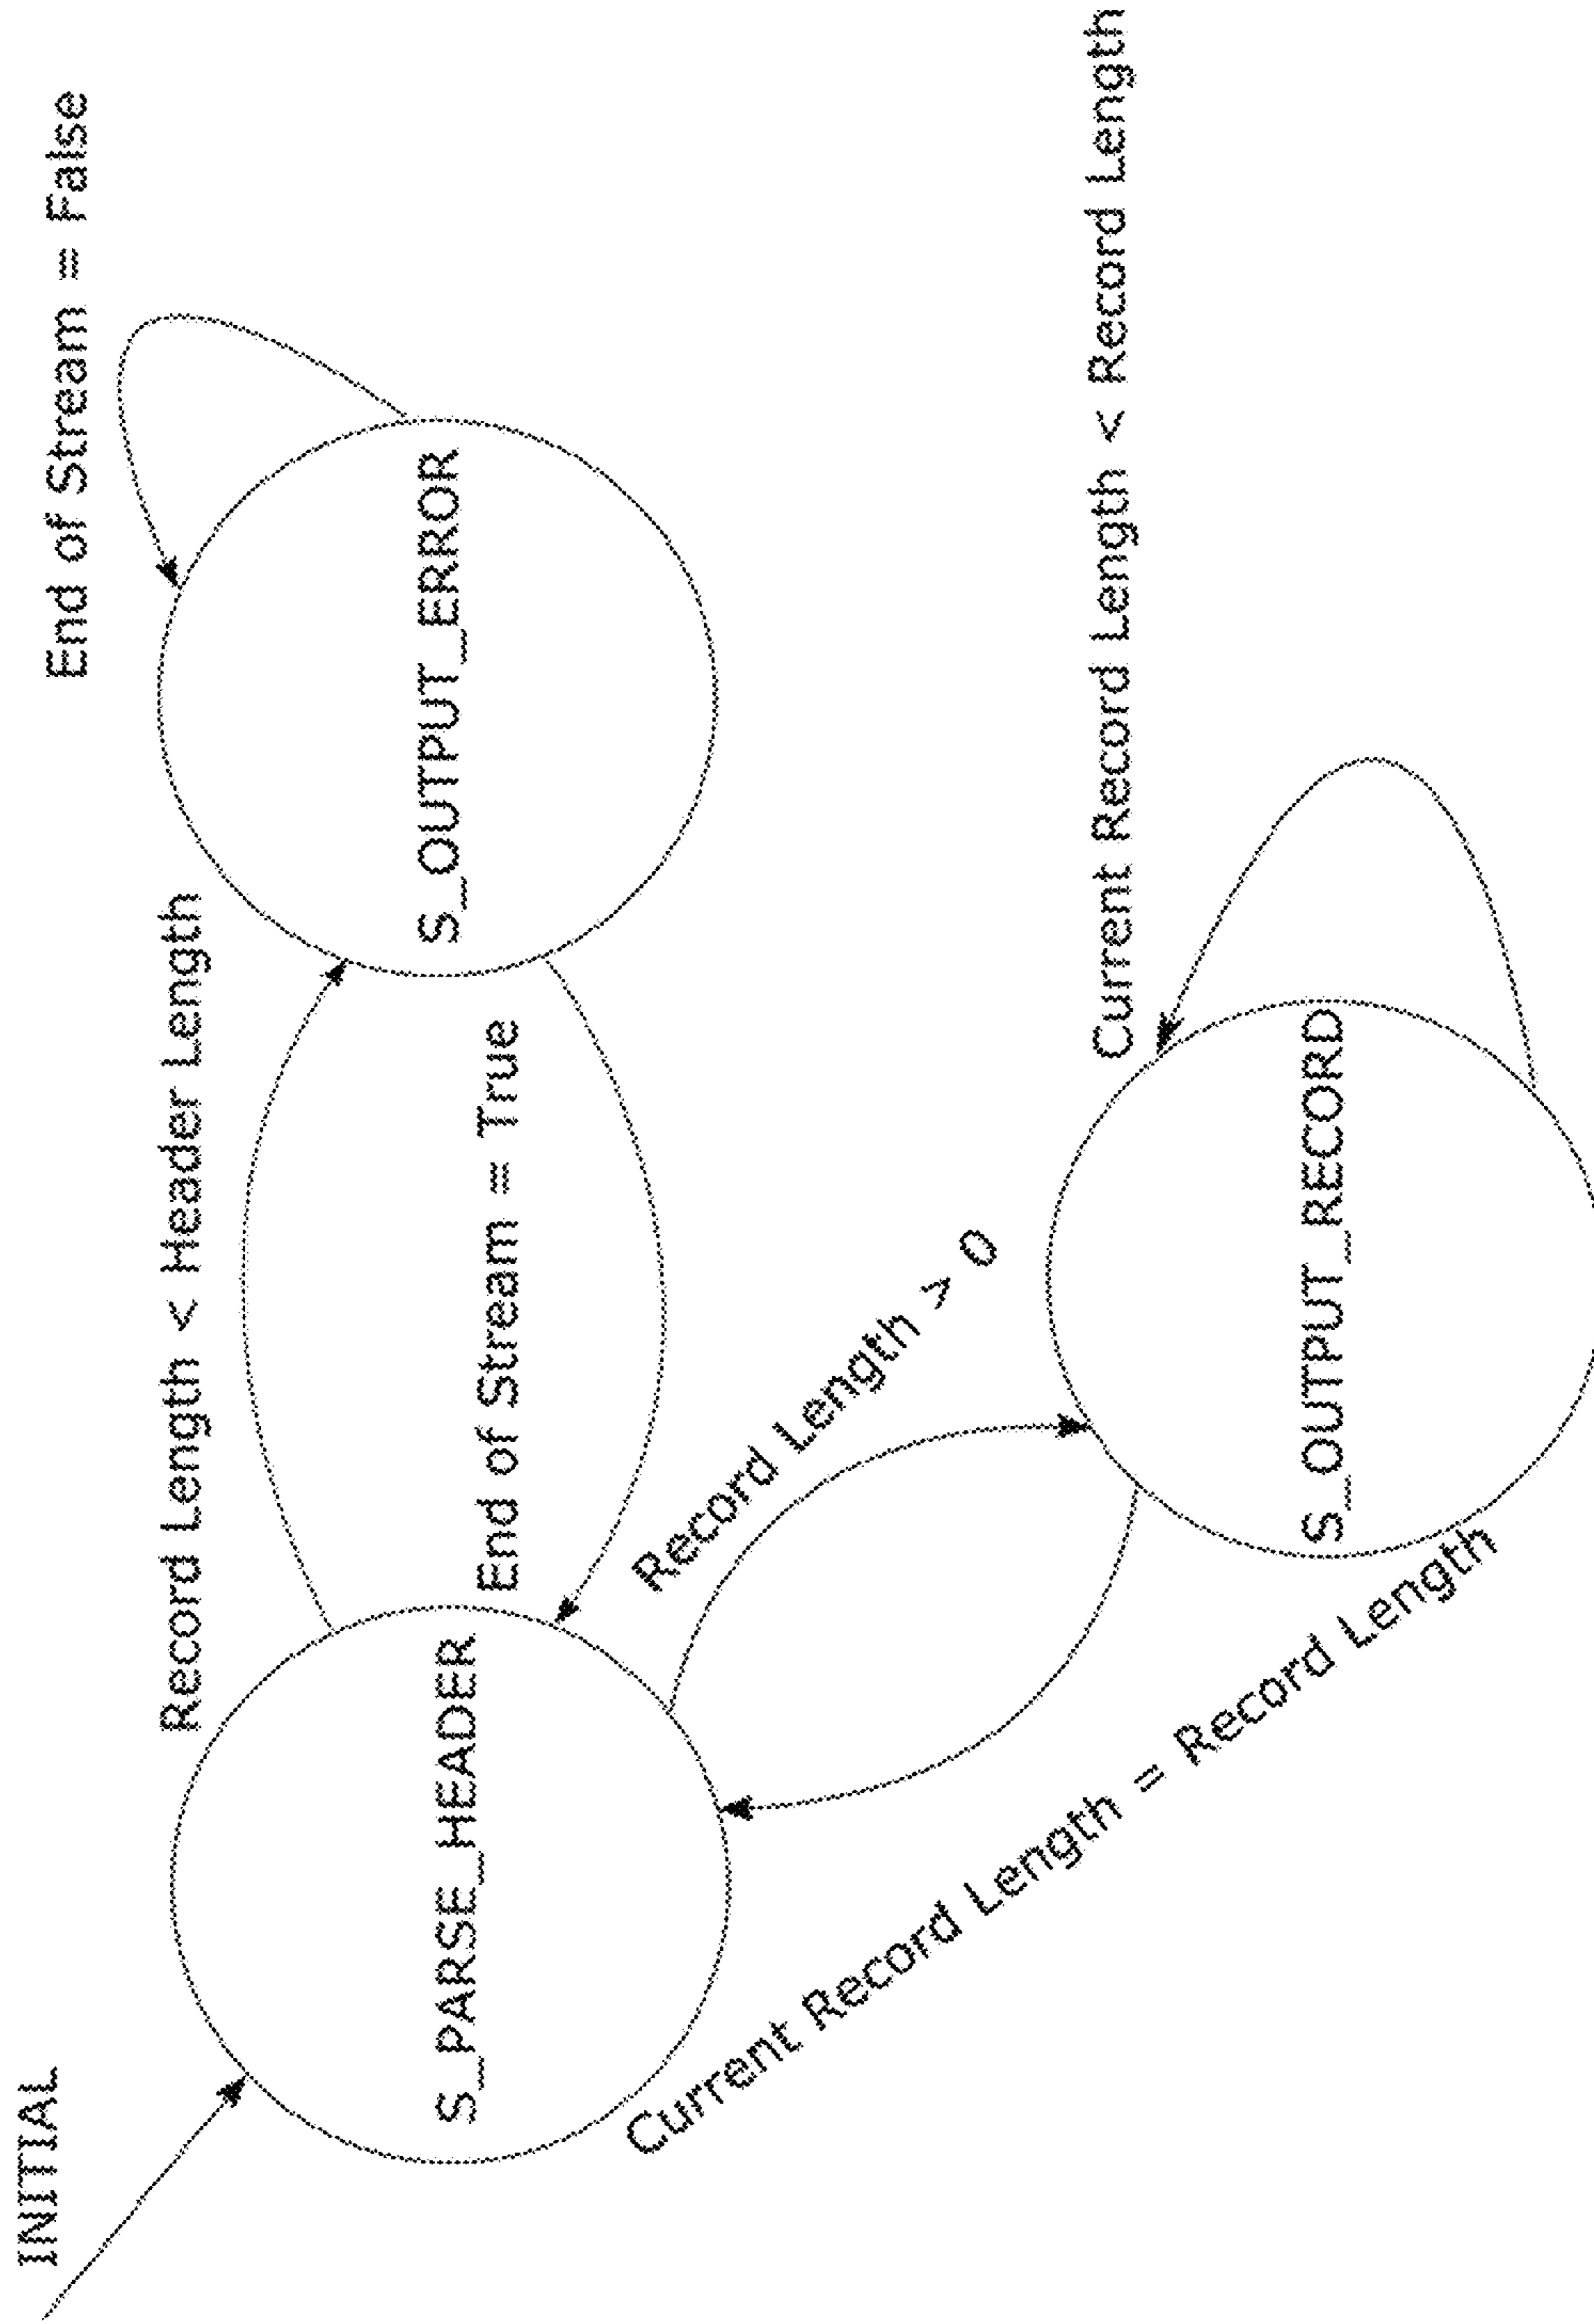 INITIAL
End of Stream = False
Record Length < Header Length
S_PARSE_HEADER
S_OUTPUT_ERROR
End of Stream = True
Record Length > 0
Current Record Length = Record Length
Current Record Length < Record Length
S_OUTPUT_RECORD